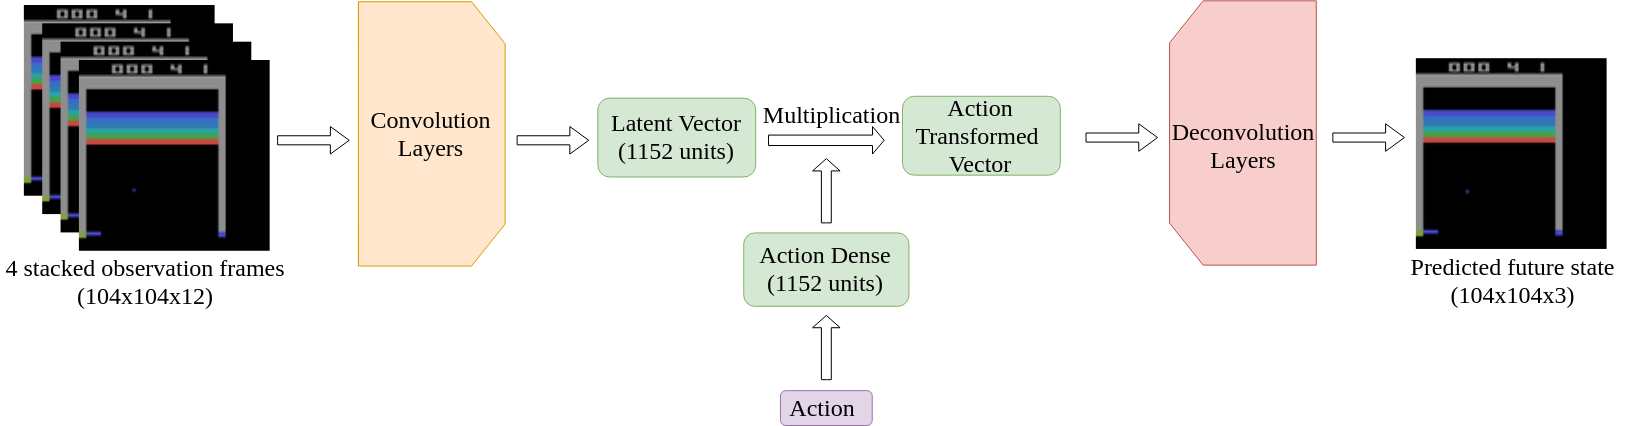 000 4 1
000 4 1
000 4 1
000 4 1
4 stacked observation frames
(104x104x12)
Convolution
Layers
Latent Vector
(1152 units)
Multiplication
Action Dense
(1152 units)
Action
Action
Transformed
Vector
Deconvolution
Layers
000 4 1
Predicted future state
(104x104x3)